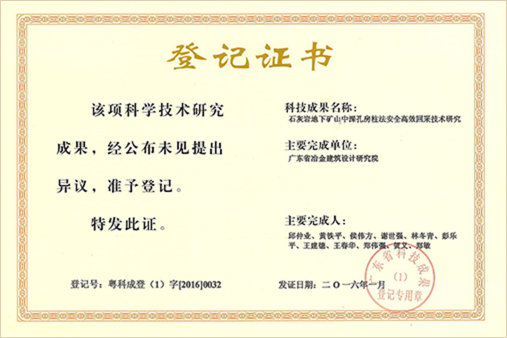 登记证书
该项科学技术研究
成果，经公布未见提出
异议，准予登记。
特发此证。
登记号：粤科成登（1）字[2016]0032
科技成果名称：
石灰岩地下矿山中深孔房柱法安全高效回采技术研究
主要完成单位：
广东省冶金建筑设计研究院
主要完成人：
邱仲业、黄铁平、侯伟方、谢世强、林冬青、彭乐
平、王建德、王春华、郑伟强、贺文、郑敏
发证日期：二〇一六年一月
广东省科技成果
（1）
登记专用章